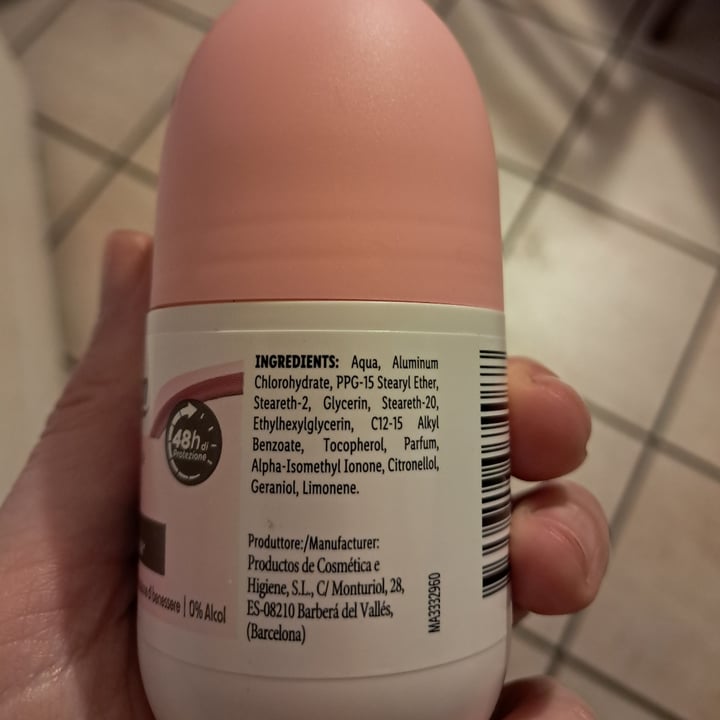 48h di
Protezione
benessere | 0% Alcol
INGREDIENTS: Aqua, Aluminum
Chlorohydrate, PPG-15 Stearyl Ether,
Steareth-2, Glycerin, Steareth-20,
Ethylhexylglycerin, C12-15 Alkyl
Benzoate, Tocopherol, Parfum,
Alpha-Isomethyl Ionone, Citronellol,
Geraniol, Limonene.
Produttore:/Manufacturer:
Productos de Cosmética e
Higiene, S.L., C/ Monturiol, 28,
ES-08210 Barberá del Vallés,
(Barcelona)
MA3332960